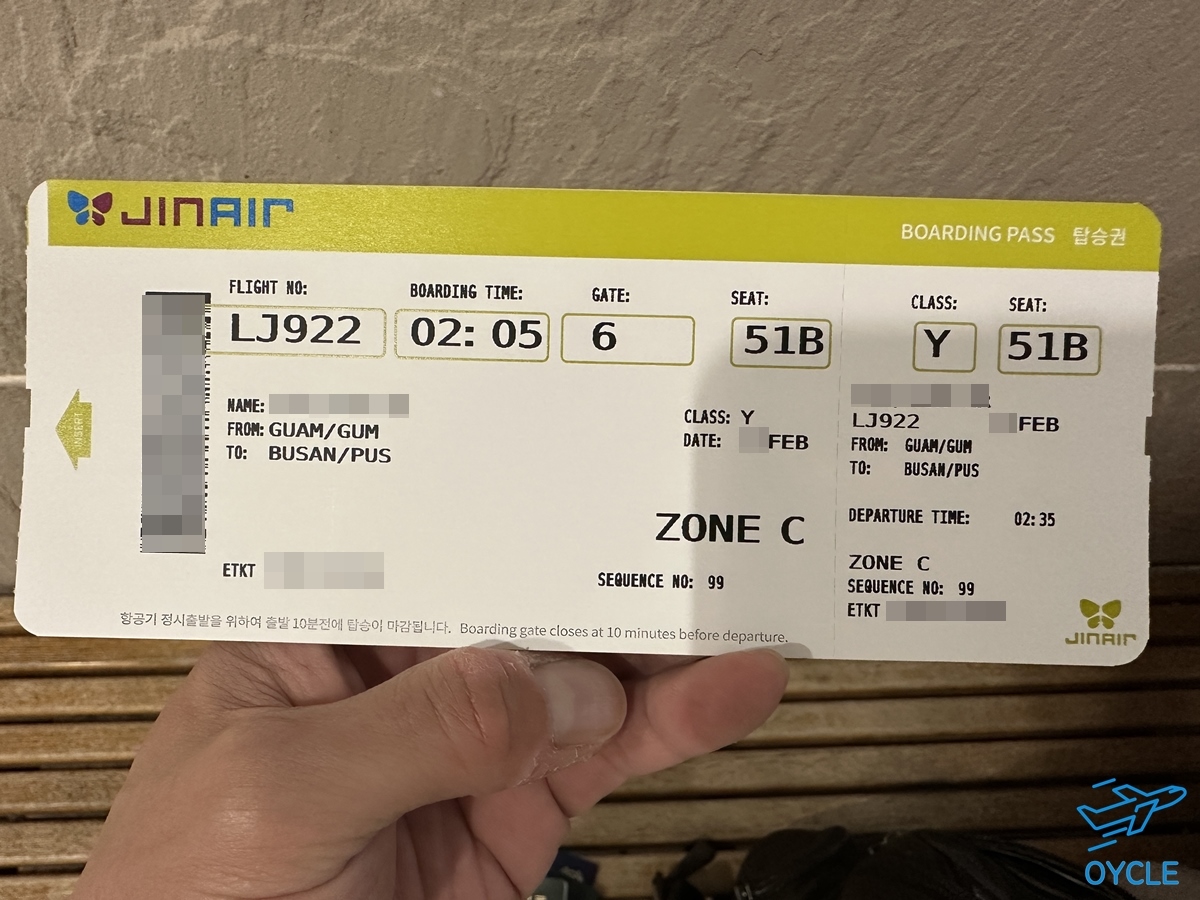 JINAIR
BOARDING PASS 탑승권
FLIGHT NO: BOARDING TIME: GATE: SEAT:
LJ922 02: 05 6 51B
NAME:
FROM: GUAM/GUM
TO: BUSAN/PUS
CLASS: Y
DATE: FEB
ZONE C
ETKT
SEQUENCE NO: 99
항공기 정시출발을 위하여 출발 10분전에 탑승이 마감됩니다. Boarding gate closes at 10 minutes before departure.
INSERT
CLASS: SEAT:
Y 51B
LJ922 FEB
FROM: GUAM/GUM
TO: BUSAN/PUS
DEPARTURE TIME: 02:35
ZONE C
SEQUENCE NO: 99
ETKT
JINAIR
OYCLE